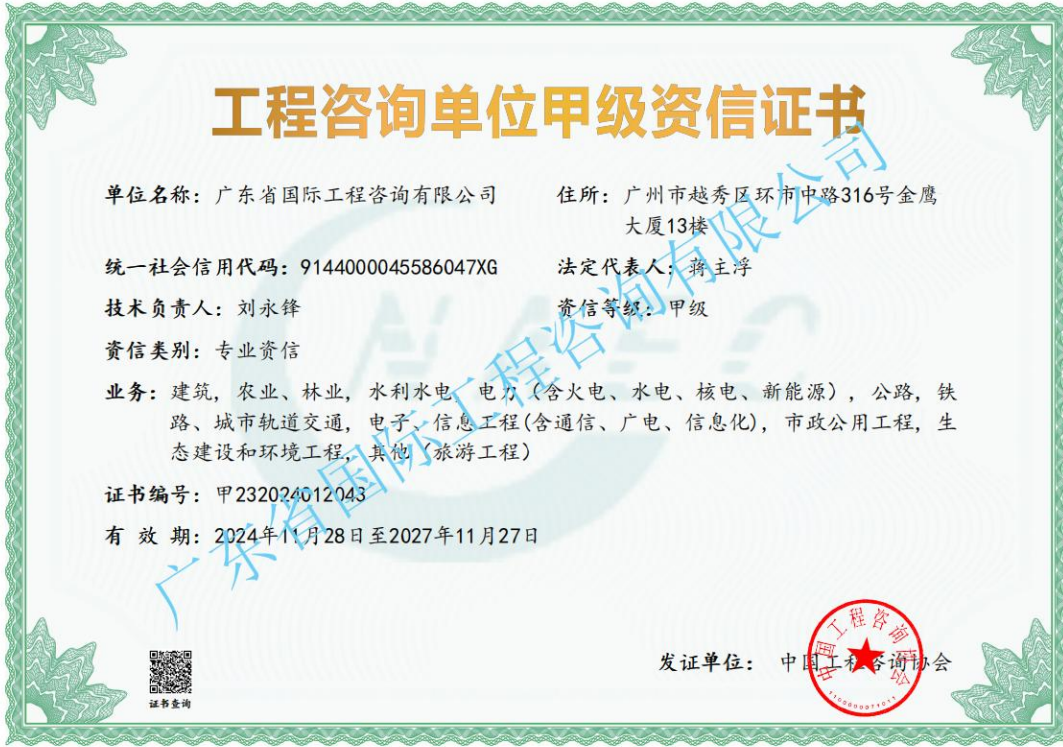 工程咨询单位甲级资信证书
单位名称：广东省国际工程咨询有限公司
住所：广州市越秀区环市中路316号金鹰
大厦13楼
统一社会信用代码：9144000045586047XG
法定代表人：蒋主浮
技术负责人：刘永锋
资信等级：甲级
资信类别：专业资信
业务：建筑，农业、林业，水利水电，电力（含火电、水电、核电、新能源），公路，铁
路、城市轨道交通，电子、信息工程(含通信、广电、信息化)，市政公用工程，生
态建设和环境工程，其他（旅游工程）
证书编号：甲232024012043
有 效 期：2024年11月28日至2027年11月27日
广东省国际工程咨询有限公司
CNAEC
证书查询
发证单位： 中国工程咨询协会
中国工程咨询协会